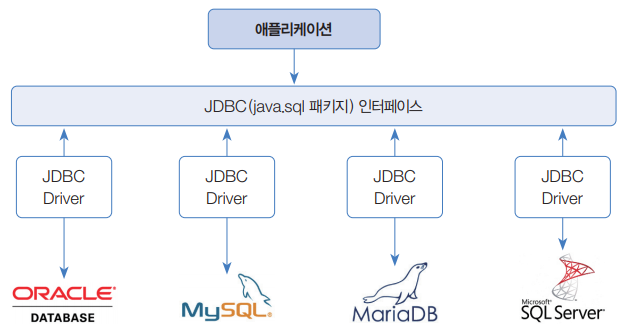 애플리케이션
JDBC(java.sql 패키지) 인터페이스
JDBC
Driver
JDBC
Driver
JDBC
Driver
JDBC
Driver
ORACLE®
DATABASE
MySQL®
MariaDB
Microsoft®
SQL Server®